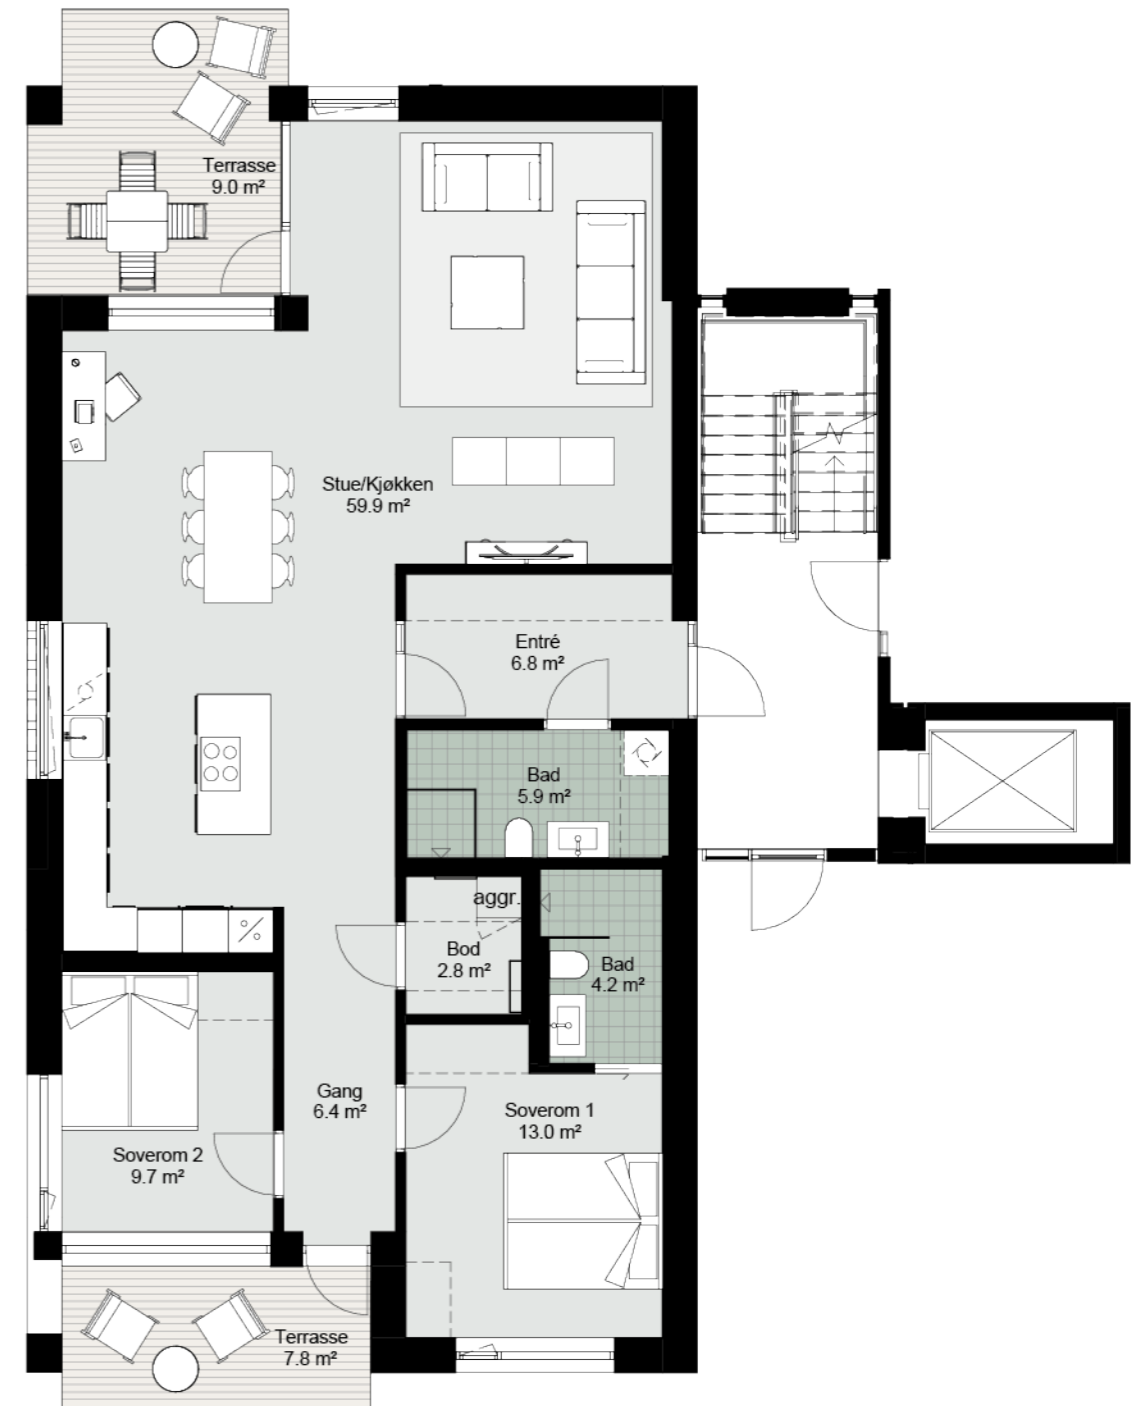 Terrasse
9.0 m²
Stue/Kjøkken
59.9 m²
Entré
6.8 m²
Bad
5.9 m²
aggr.
Bod
2.8 m²
Bad
4.2 m²
Gang
6.4 m²
Soverom 1
13.0 m²
Soverom 2
9.7 m²
Terrasse
7.8 m²